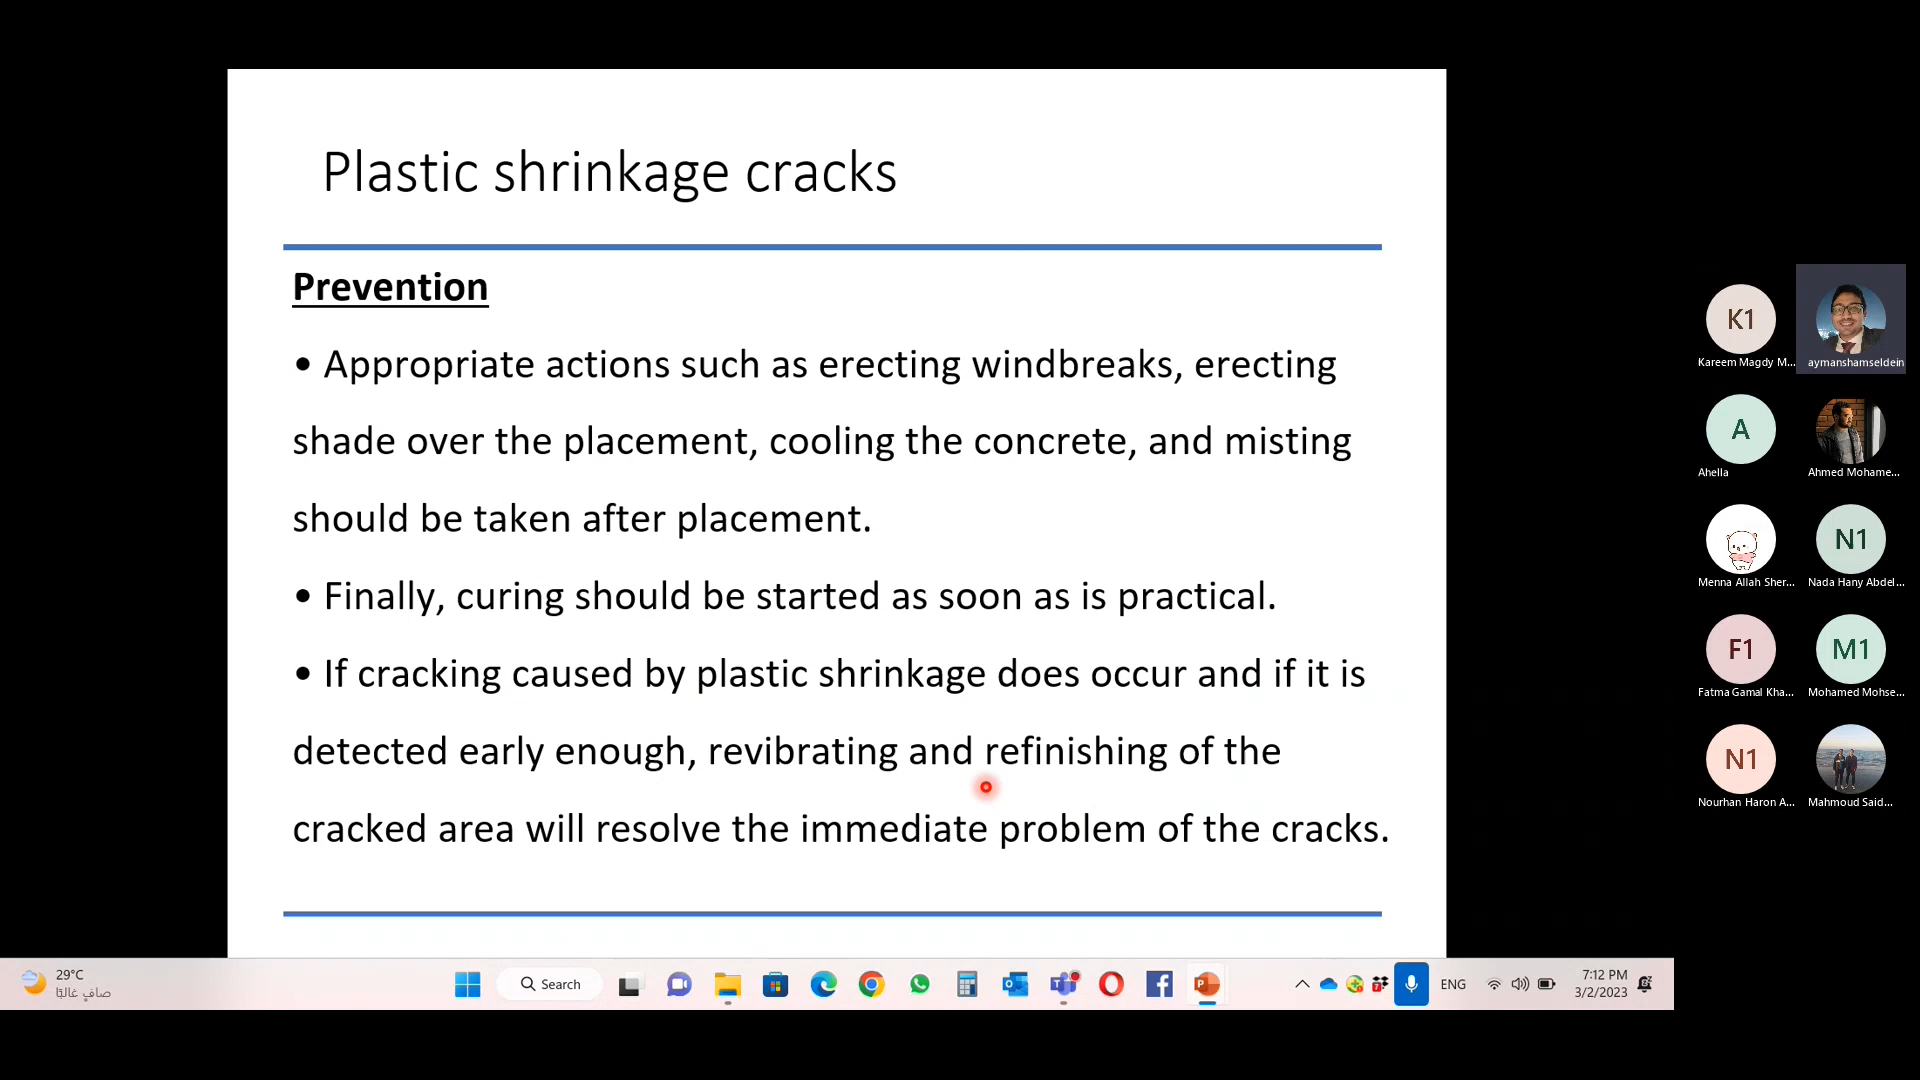 Plastic shrinkage cracks
Prevention
• Appropriate actions such as erecting windbreaks, erecting
shade over the placement, cooling the concrete, and misting
should be taken after placement.
• Finally, curing should be started as soon as is practical.
• If cracking caused by plastic shrinkage does occur and if it is
detected early enough, revibrating and refinishing of the
cracked area will resolve the immediate problem of the cracks.
K1
Kareem Magdy M...
aymanshamseldein
A
Ahella
Ahmed Mohame...
Menna Allah Sher...
N1
Nada Hany Abdel...
F1
Fatma Gamal Kha...
M1
Mohamed Mohse...
N1
Nourhan Haron A...
Mahmoud Said...
29°C
صافٍ غالبًا
Search
ENG
7:12 PM
3/2/2023